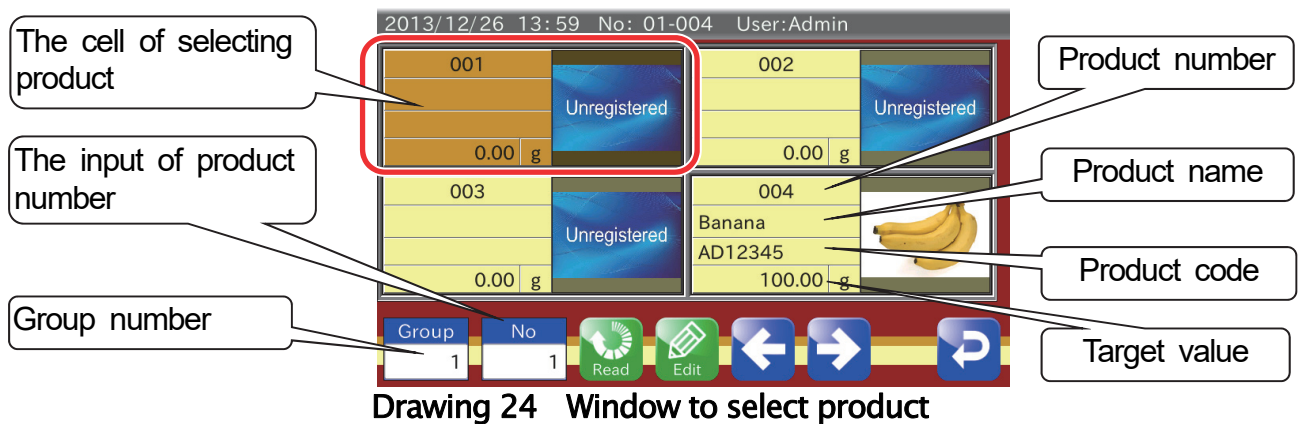 2013/12/26 13:59 No: 01-004 User:Admin
The cell of selecting
product
The input of product
number
Group number
001
Unregistered
0.00 g
002
Unregistered
0.00 g
003
Unregistered
0.00 g
004
Banana
AD12345
100.00 g
Product number
Product name
Product code
Target value
Group
1
No
1
Read
Edit
Drawing 24 Window to select product